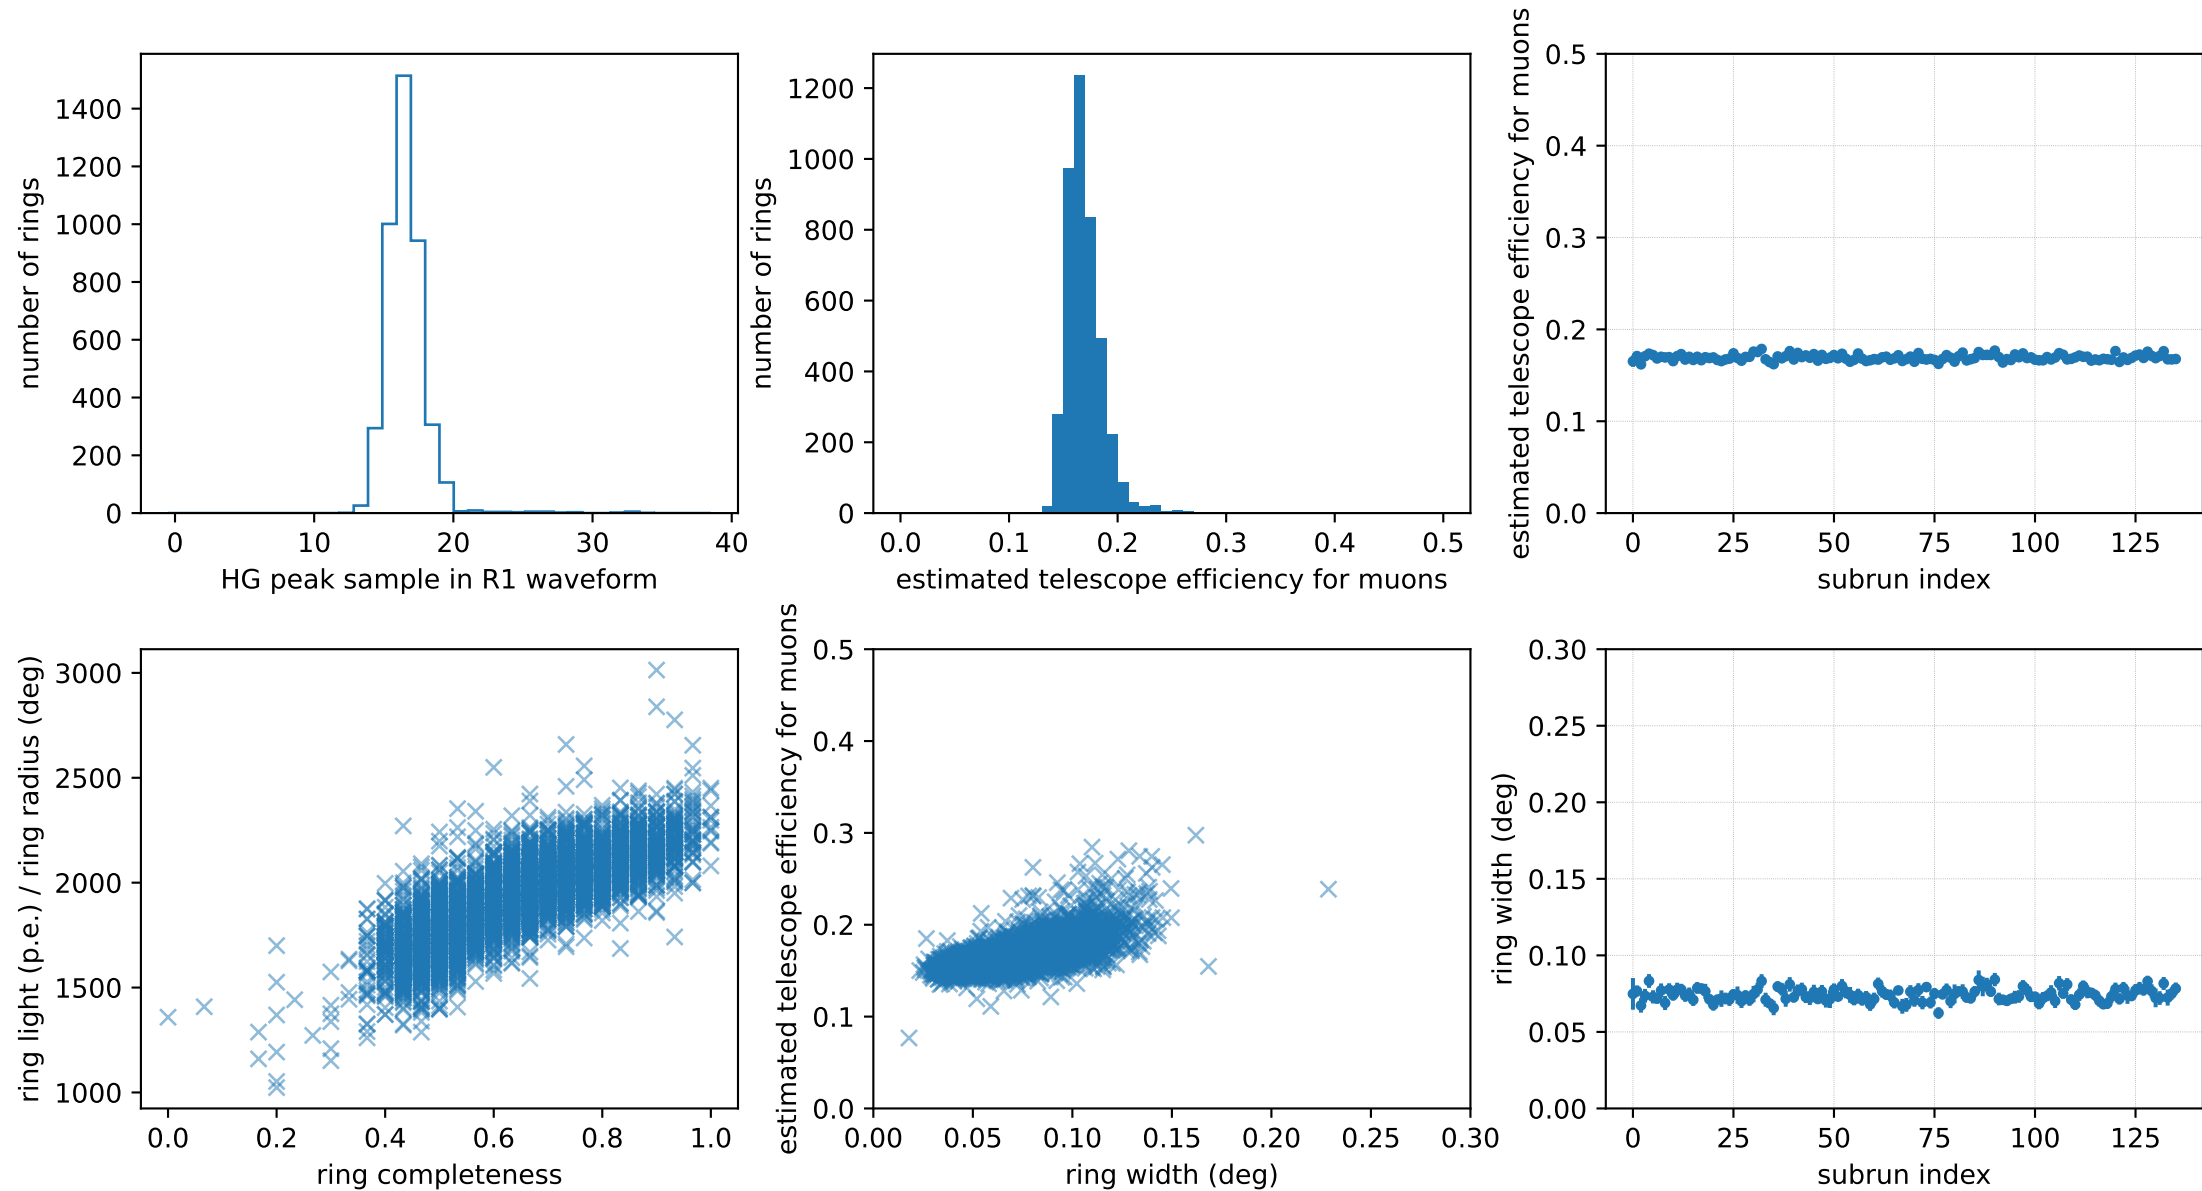 number of rings
1400
1200
1000
800
600
400
200
0
0 10 20 30 40
HG peak sample in R1 waveform
number of rings
1200
1000
800
600
400
200
0
0.0 0.1 0.2 0.3 0.4 0.5
estimated telescope efficiency for muons
estimated telescope efficiency for muons
0.5
0.4
0.3
0.2
0.1
0.0
0 25 50 75 100 125
subrun index
ring light (p.e.) / ring radius (deg)
3000
2500
2000
1500
1000
0.0 0.2 0.4 0.6 0.8 1.0
ring completeness
estimated telescope efficiency for muons
0.5
0.4
0.3
0.2
0.1
0.0
0.00 0.05 0.10 0.15 0.20 0.25 0.30
ring width (deg)
ring width (deg)
0.30
0.25
0.20
0.15
0.10
0.05
0.00
0 25 50 75 100 125
subrun index